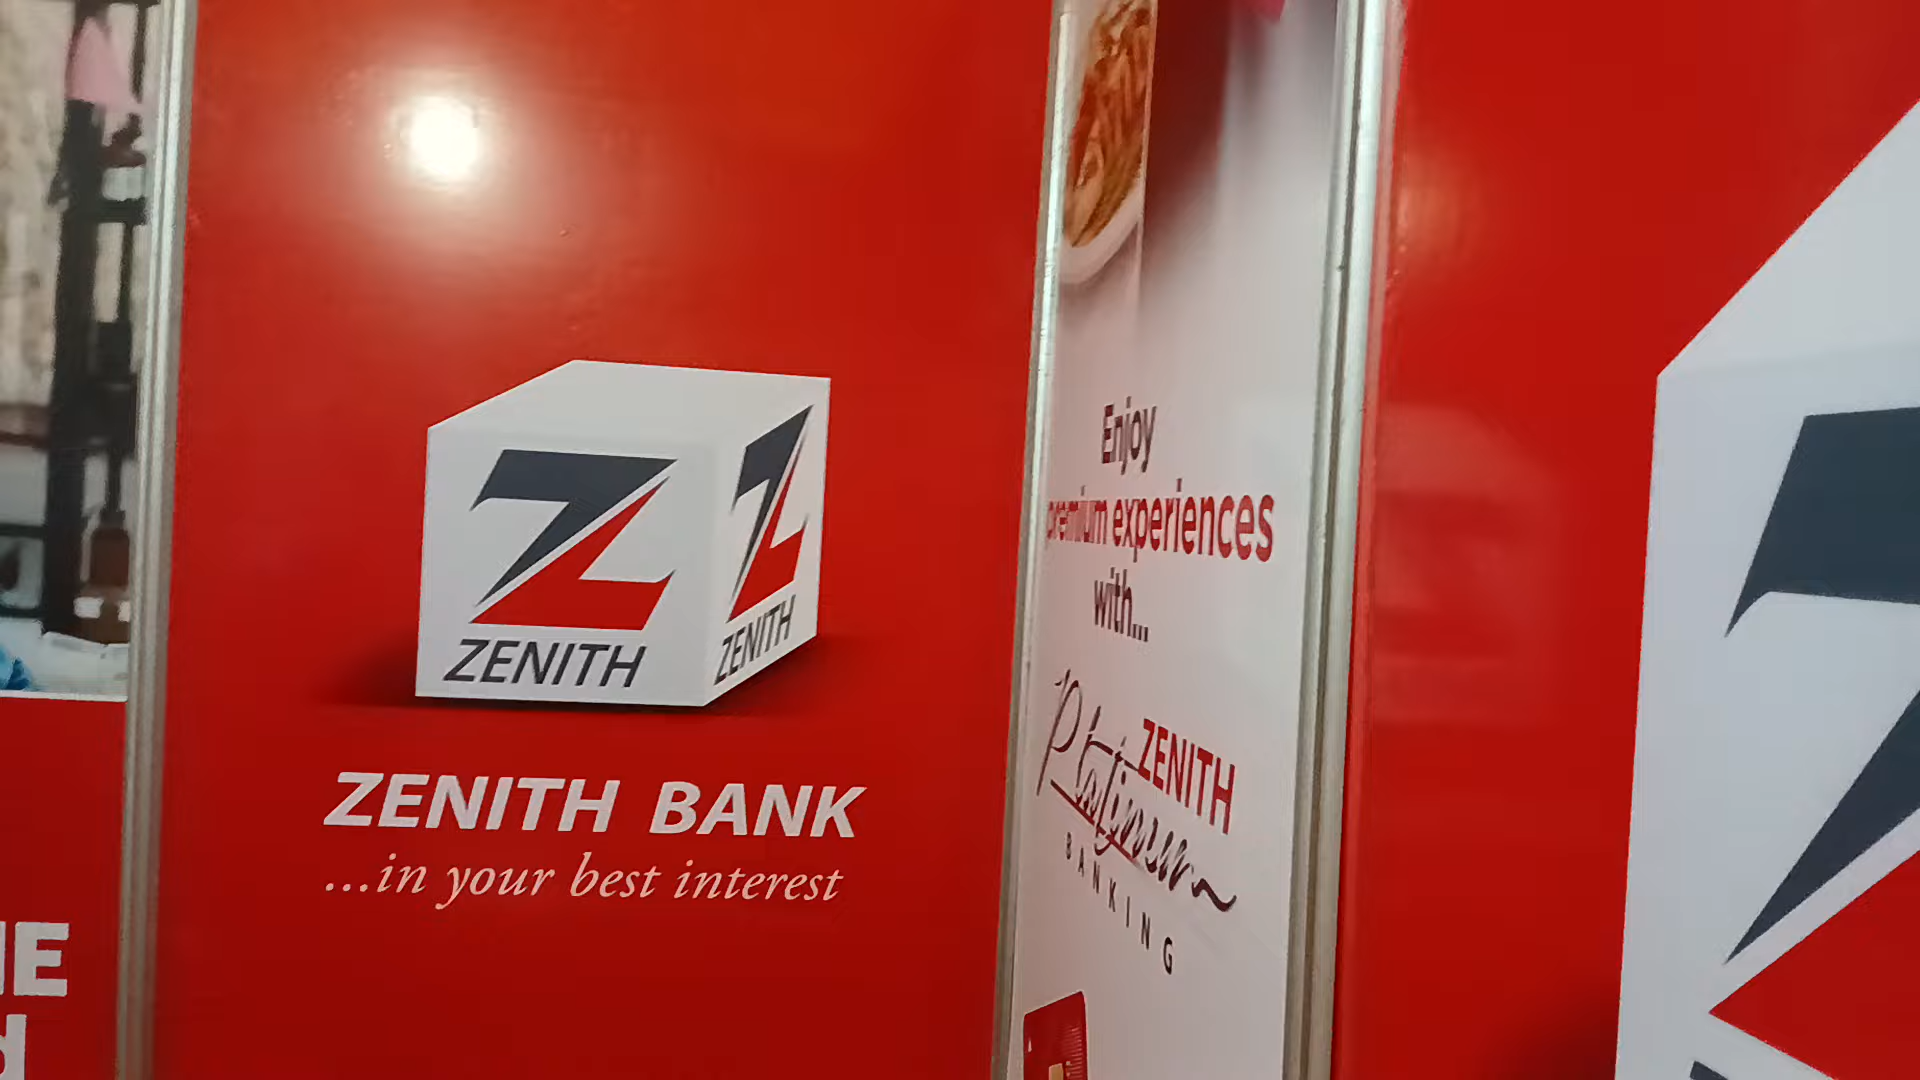 ZENITH
ZENITH
ZENITH BANK
...in your best interest
Enjoy
premium experiences
with...
ZENITH
Platinum
BANKING